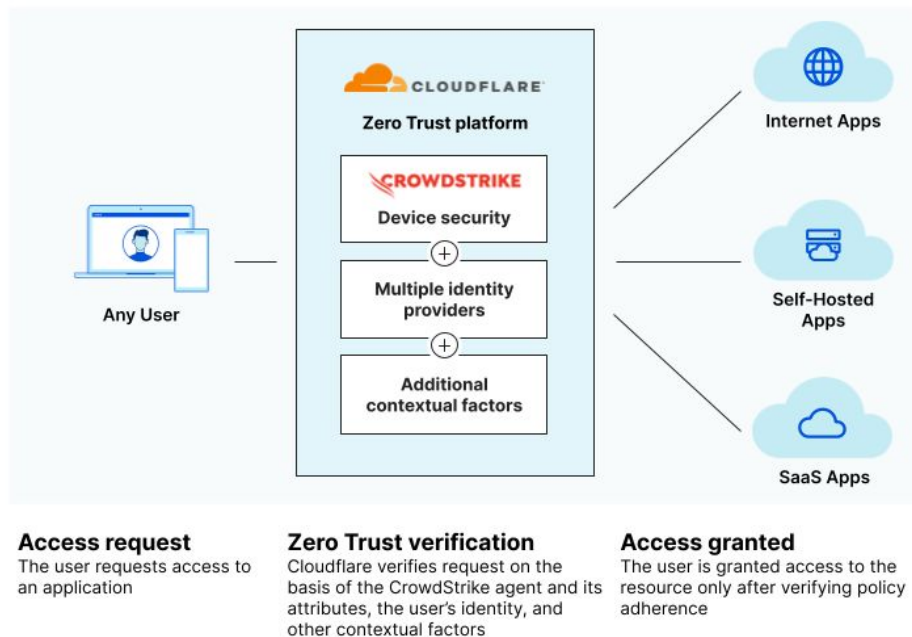 CLOUDFLARE
Zero Trust platform
CROWDSTRIKE
Device security
+
Multiple identity
providers
+
Additional
contextual factors
Any User
Internet Apps
Self-Hosted
Apps
SaaS Apps
Access request
The user requests access to
an application
Zero Trust verification
Cloudflare verifies request on the
basis of the CrowdStrike agent and its
attributes, the user’s identity, and
other contextual factors
Access granted
The user is granted access to the
resource only after verifying policy
adherence